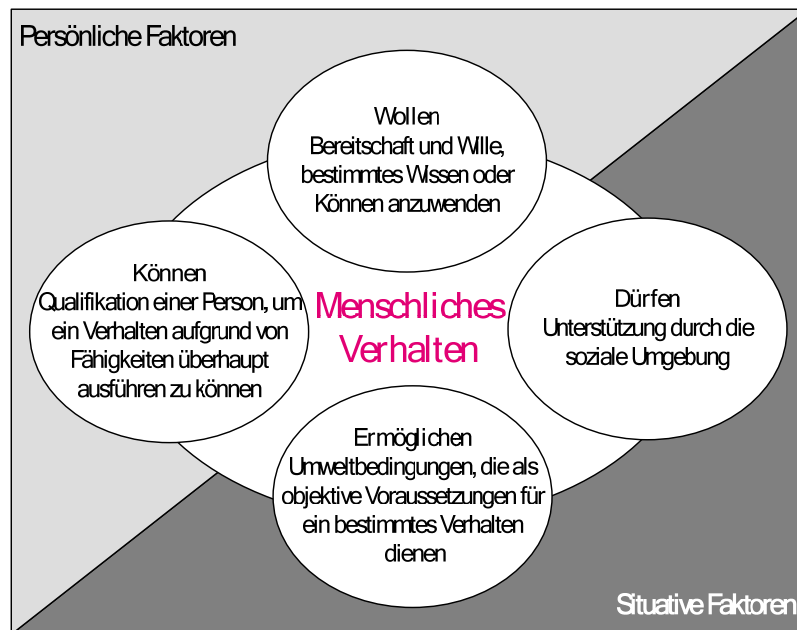 Persönliche Faktoren
Wollen
Bereitschaft und Wille,
bestimmtes Wissen oder
Können anzuwenden
Können
Qualifikation einer Person, um
ein Verhalten aufgrund von
Fähigkeiten überhaupt
ausführen zu können
Menschliches
Verhalten
Dürfen
Unterstützung durch die
soziale Umgebung
Ermöglichen
Umweltbedingungen, die als
objektive Voraussetzungen für
ein bestimmtes Verhalten
dienen
Situative Faktoren